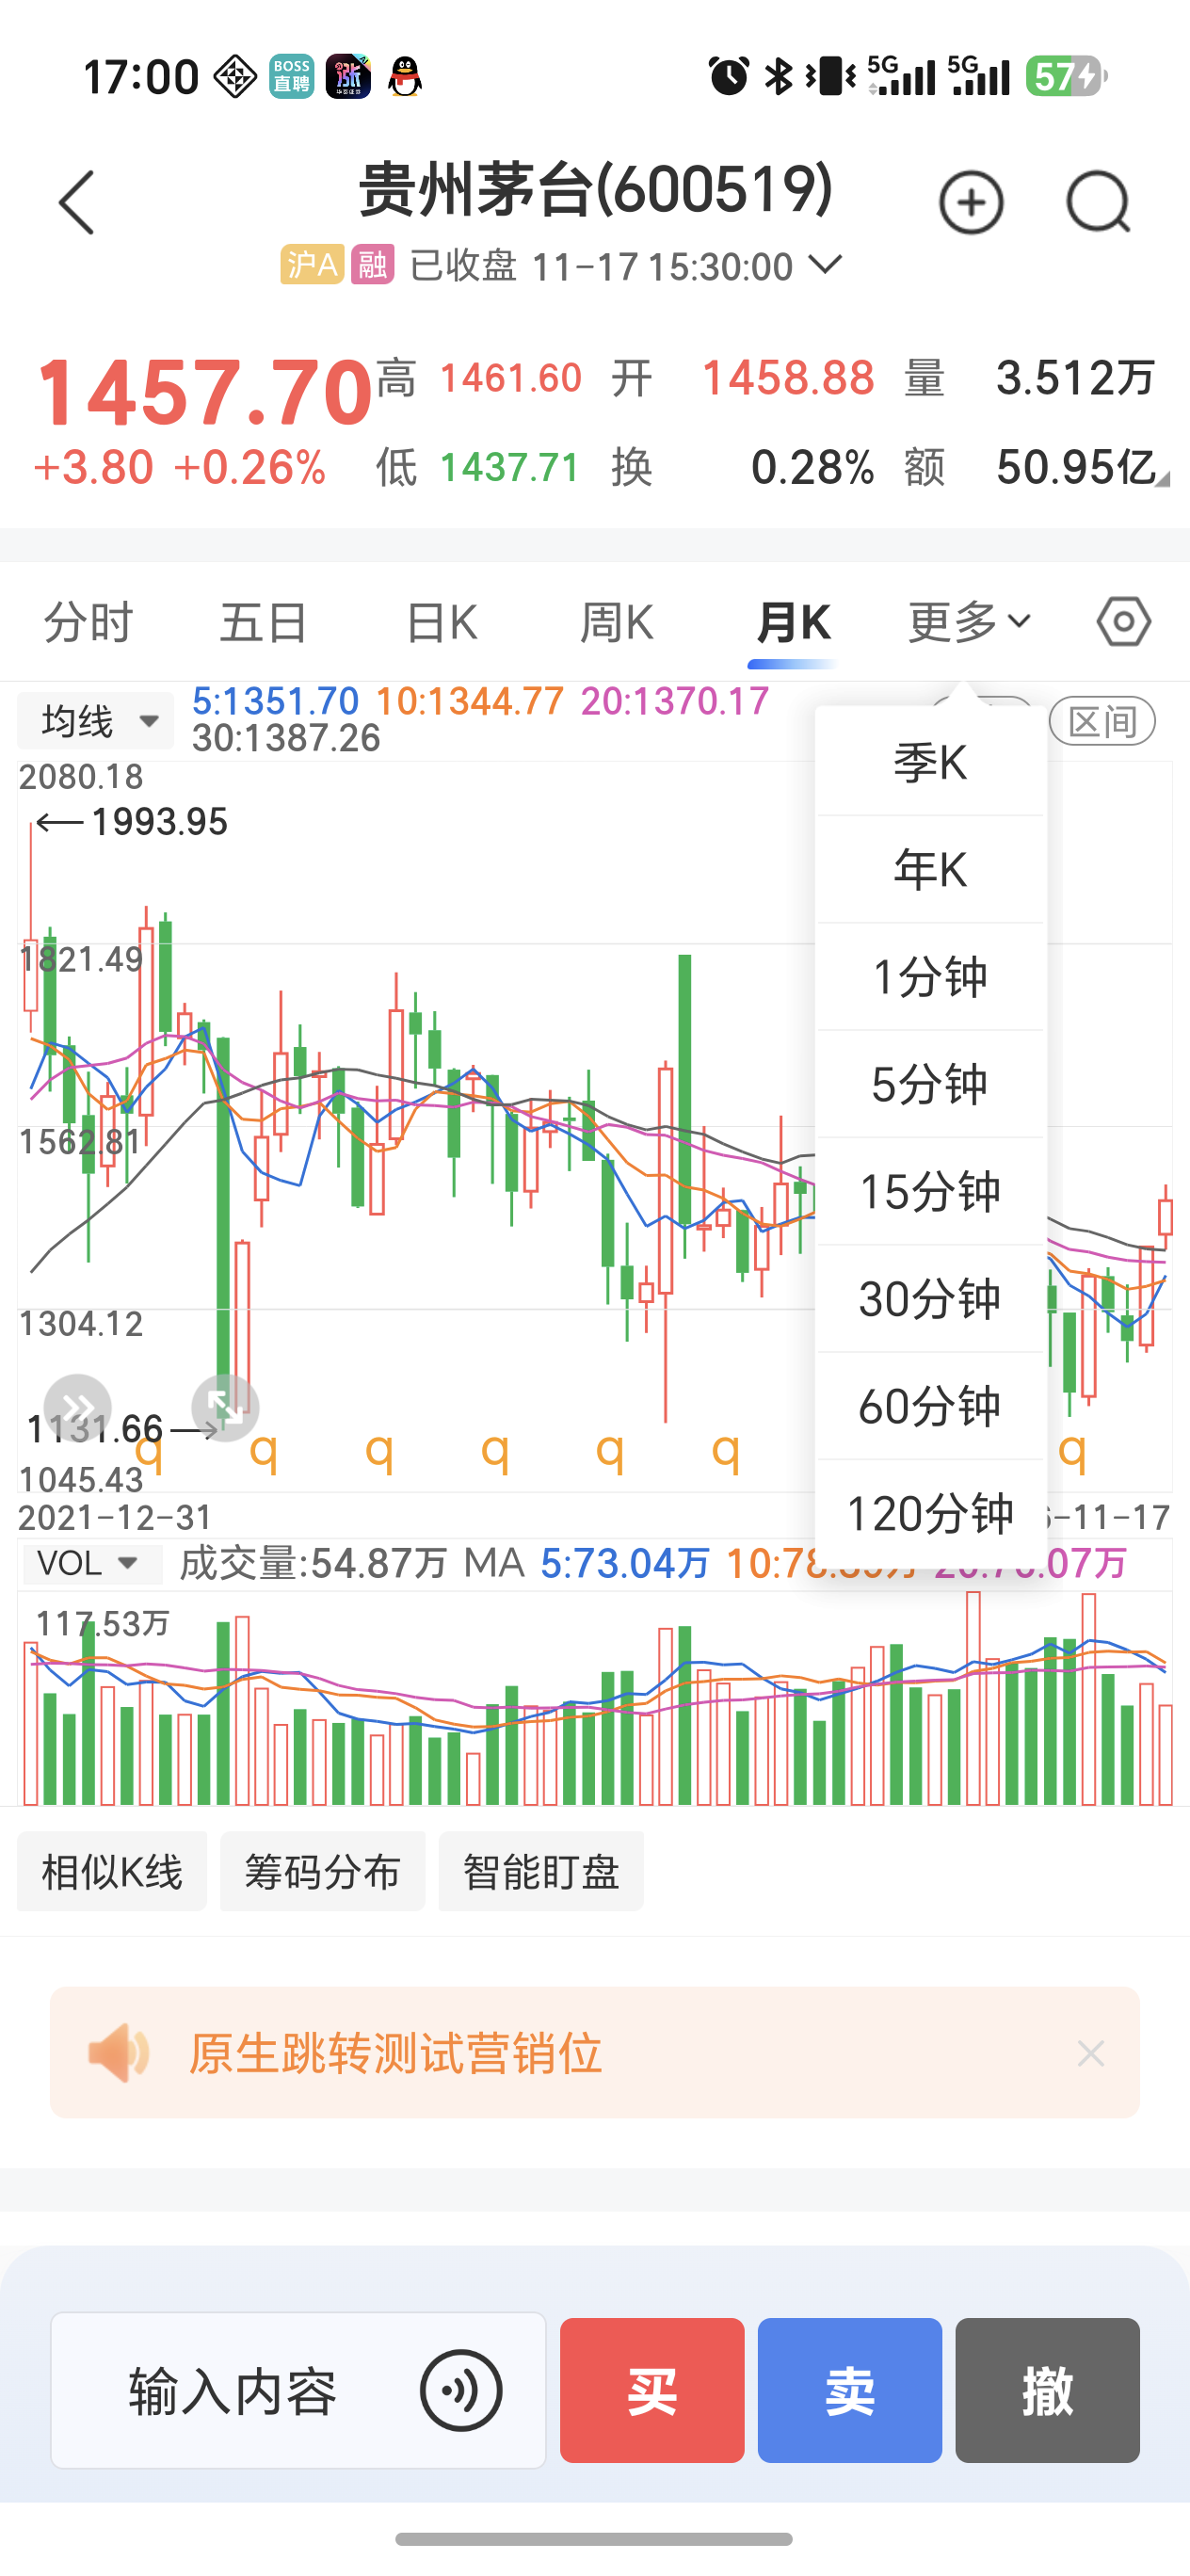 17:00 BOSS直聘 涨 5G 5G 57
贵州茅台(600519)
沪A 融 已收盘 11-17 15:30:00
1457.70 高 1461.60 开 1458.88 量 3.512万
+3.80 +0.26% 低 1437.71 换 0.28% 额 50.95亿
分时 五日 日K 周K 月K 更多
均线 5:1351.70 10:1344.77 20:1370.17
30:1387.26
区间
2080.18
1993.95
1821.49
1562.81
1304.12
1131.66
q q q q q q q
1045.43
2021-12-31 -11-17
季K
年K
1分钟
5分钟
15分钟
30分钟
60分钟
120分钟
VOL 成交量:54.87万 MA 5:73.04万
117.53万
相似K线 筹码分布 智能盯盘
原生跳转测试营销位
输入内容 买 卖 撤